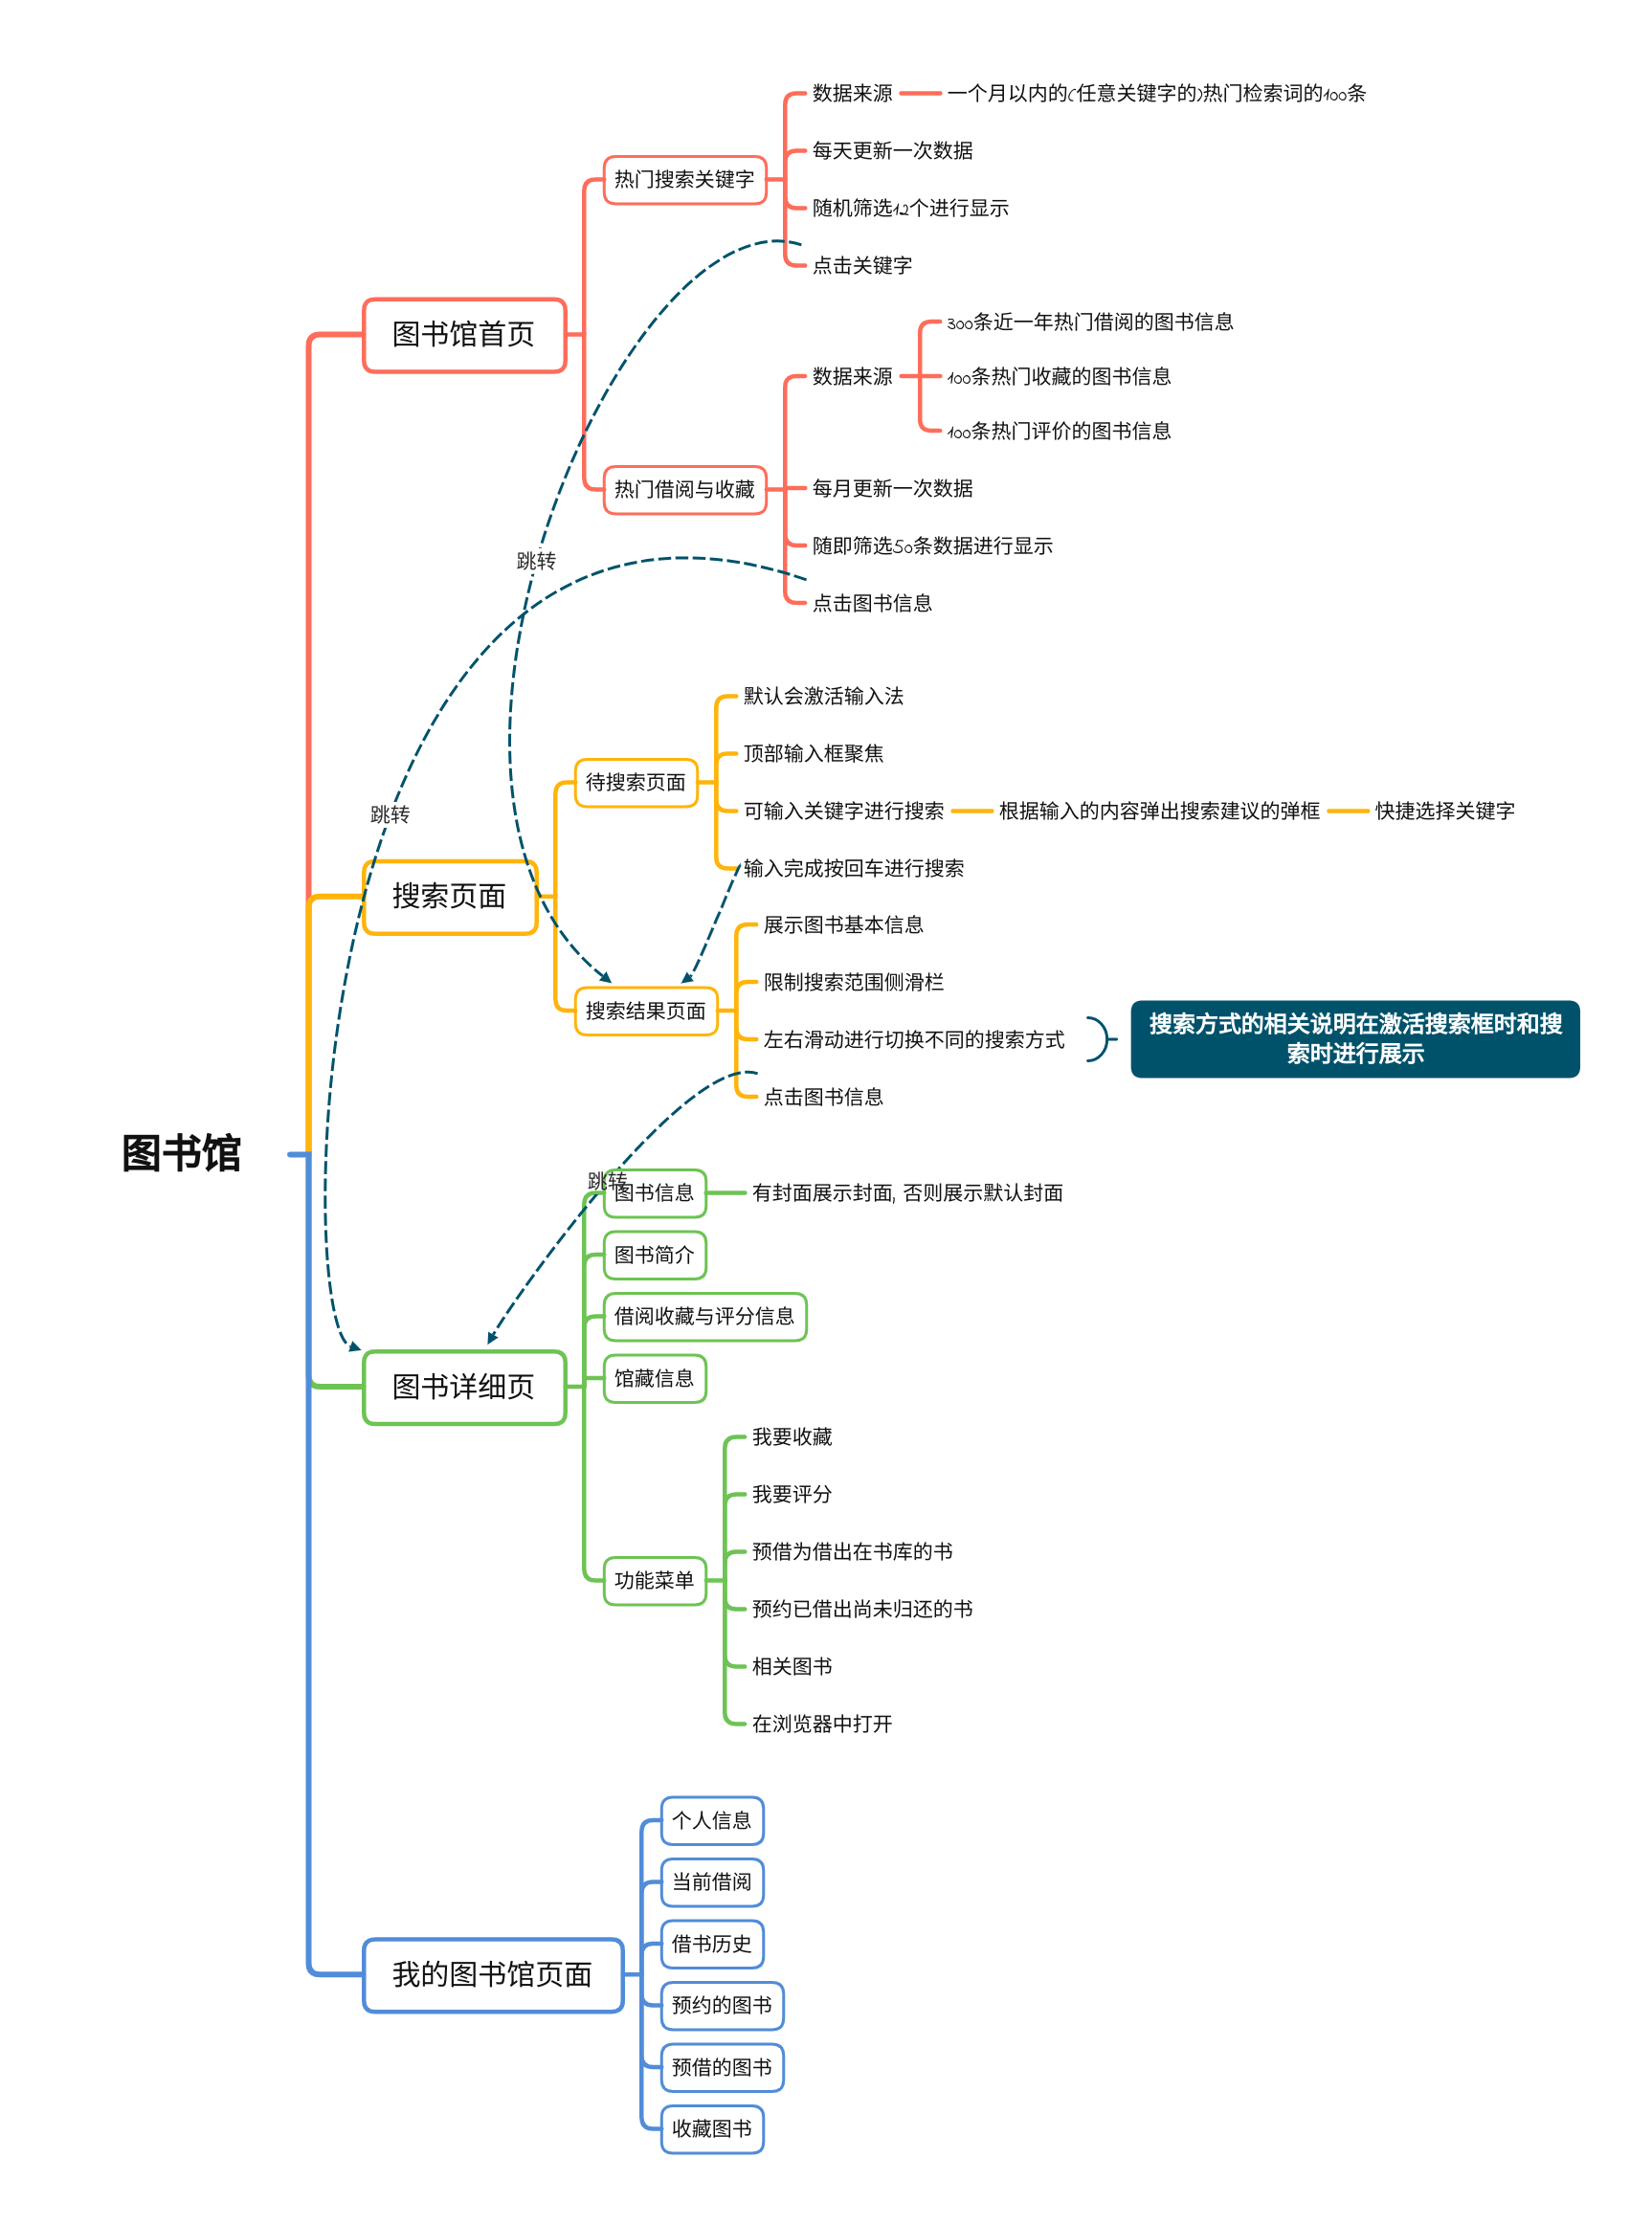 数据来源
一个月以内的(任意关键字的)热门检索词的100条
每天更新一次数据
热门搜索关键字
随机筛选12个进行显示
点击关键字
图书馆首页
300条近一年热门借阅的图书信息
数据来源
100条热门收藏的图书信息
100条热门评价的图书信息
热门借阅与收藏
每月更新一次数据
随即筛选50条数据进行显示
跳转
点击图书信息
默认会激活输入法
顶部输入框聚焦
待搜索页面
可输入关键字进行搜索
根据输入的内容弹出搜索建议的弹框
快捷选择关键字
跳转
输入完成按回车进行搜索
搜索页面
展示图书基本信息
限制搜索范围侧滑栏
搜索结果页面
左右滑动进行切换不同的搜索方式
搜索方式的相关说明在激活搜索框时和搜
索时进行展示
点击图书信息
图书馆
跳转
图书信息
有封面展示封面, 否则展示默认封面
图书简介
借阅收藏与评分信息
馆藏信息
图书详细页
我要收藏
我要评分
预借为借出在书库的书
功能菜单
预约已借出尚未归还的书
相关图书
在浏览器中打开
个人信息
当前借阅
借书历史
我的图书馆页面
预约的图书
预借的图书
收藏图书